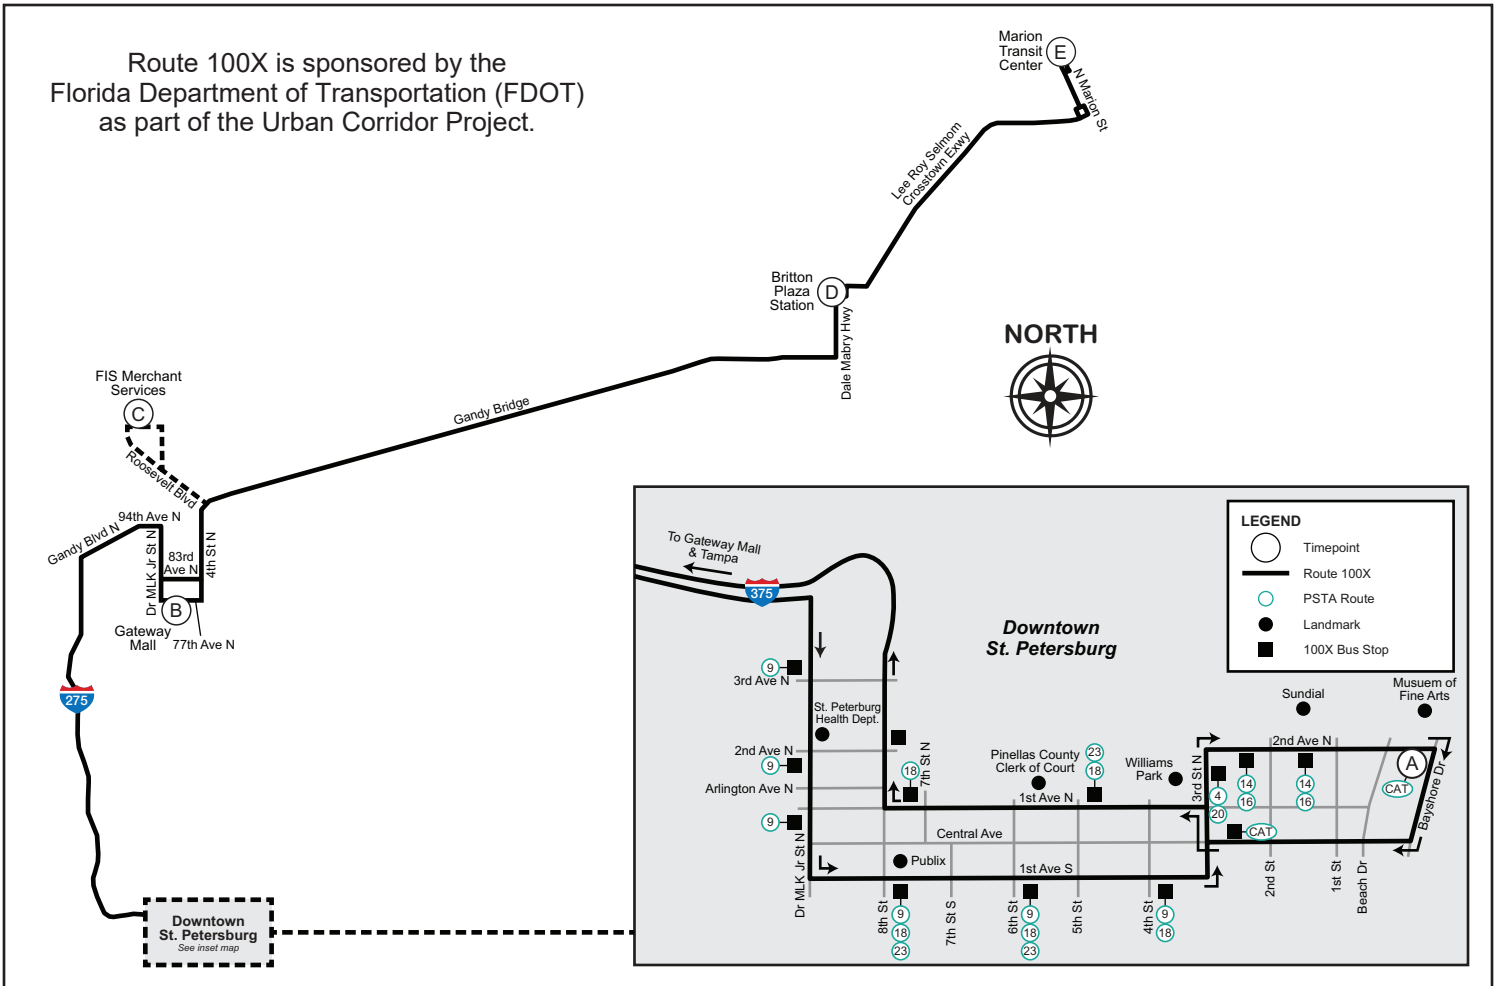 Route 100X is sponsored by the
Florida Department of Transportation (FDOT)
as part of the Urban Corridor Project.
Marion
Transit
Center
E
N Marion St
Lee Roy Selmom
Crosstown Exwy
Britton
Plaza
Station
D
Dale Mabry Hwy
NORTH
Gandy Bridge
FIS Merchant
Services
C
Roosevelt Blvd
94th Ave N
Gandy Blvd N
Dr MLK Jr St N
83rd
Ave N
4th St N
B
Gateway
Mall
77th Ave N
275
Downtown
St. Petersburg
See inset map
To Gateway Mall
& Tampa
375
Downtown
St. Petersburg
LEGEND
Timepoint
Route 100X
PSTA Route
Landmark
100X Bus Stop
9
3rd Ave N
St. Peterburg
Health Dept.
2nd Ave N
9
Arlington Ave N
9
Dr MLK Jr St N
18
7th St N
Pinellas County
Clerk of Court
23
18
1st Ave N
Williams
Park
3rd St N
Sundial
Musuem of
Fine Arts
2nd Ave N
A
CAT
Bayshore Dr
4
20
14
16
14
16
CAT
Central Ave
Publix
1st Ave S
8th St
9
18
23
7th St S
6th St
9
18
23
5th St
4th St
9
18
2nd St
1st St
Beach Dr